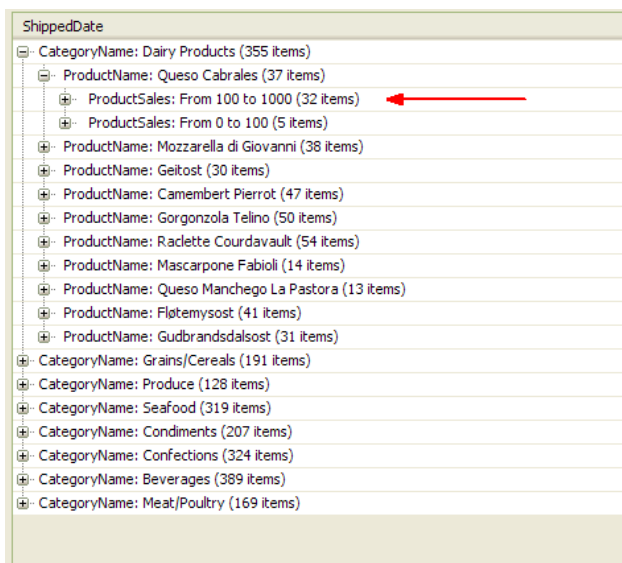 ShippedDate
CategoryName: Dairy Products (355 items)
ProductName: Queso Cabrales (37 items)
ProductSales: From 100 to 1000 (32 items)
ProductSales: From 0 to 100 (5 items)
ProductName: Mozzarella di Giovanni (38 items)
ProductName: Geitost (30 items)
ProductName: Camembert Pierrot (47 items)
ProductName: Gorgonzola Telino (50 items)
ProductName: Raclette Courdavault (54 items)
ProductName: Mascarpone Fabioli (14 items)
ProductName: Queso Manchego La Pastora (13 items)
ProductName: Fløtemysost (41 items)
ProductName: Gudbrandsdalsost (31 items)
CategoryName: Grains/Cereals (191 items)
CategoryName: Produce (128 items)
CategoryName: Seafood (319 items)
CategoryName: Condiments (207 items)
CategoryName: Confections (324 items)
CategoryName: Beverages (389 items)
CategoryName: Meat/Poultry (169 items)